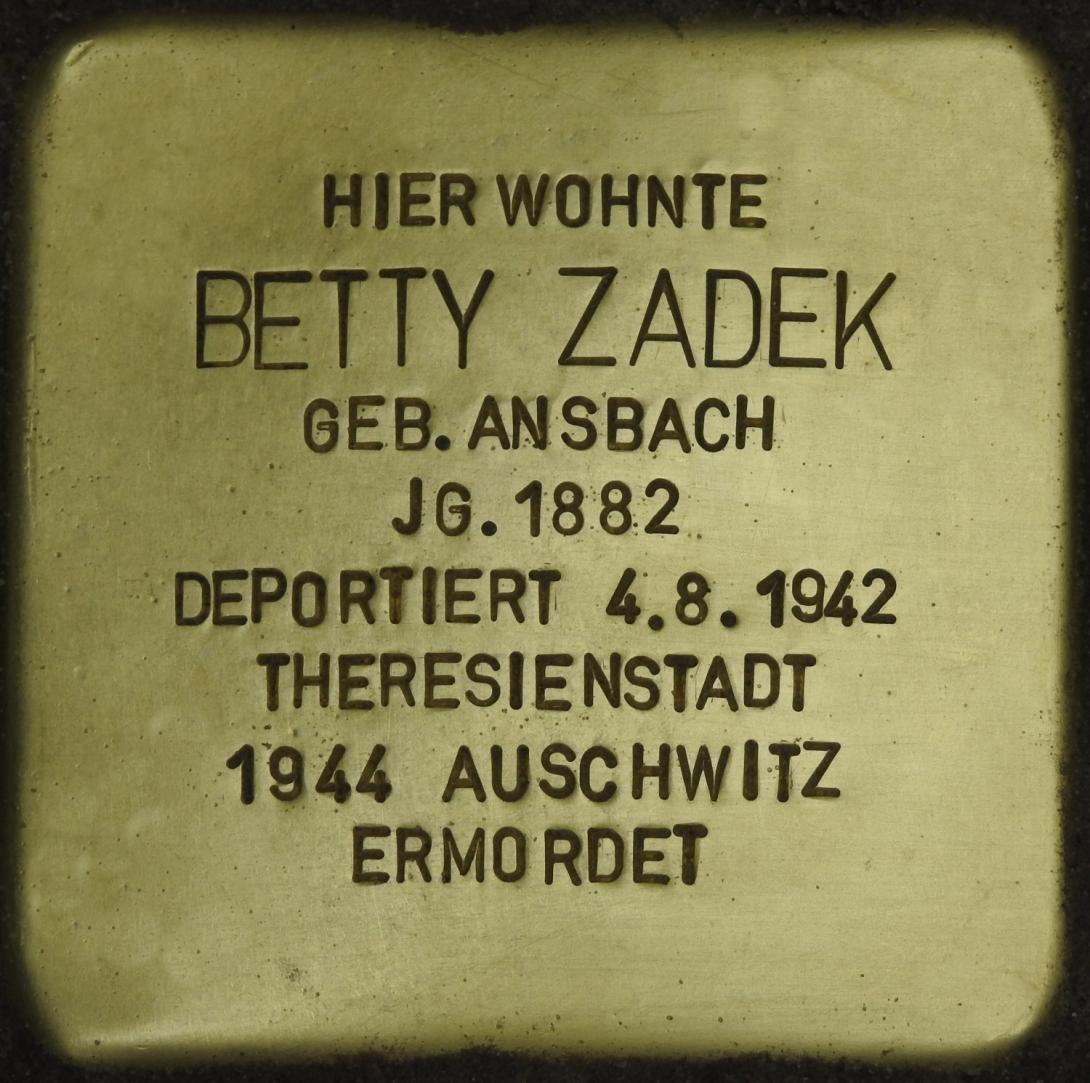 HIER WOHNTE
BETTY ZADEK
GEB. ANSBACH
JG. 1882
DEPORTIERT 4.8.1942
THERESIENSTADT
1944 AUSCHWITZ
ERMORDET